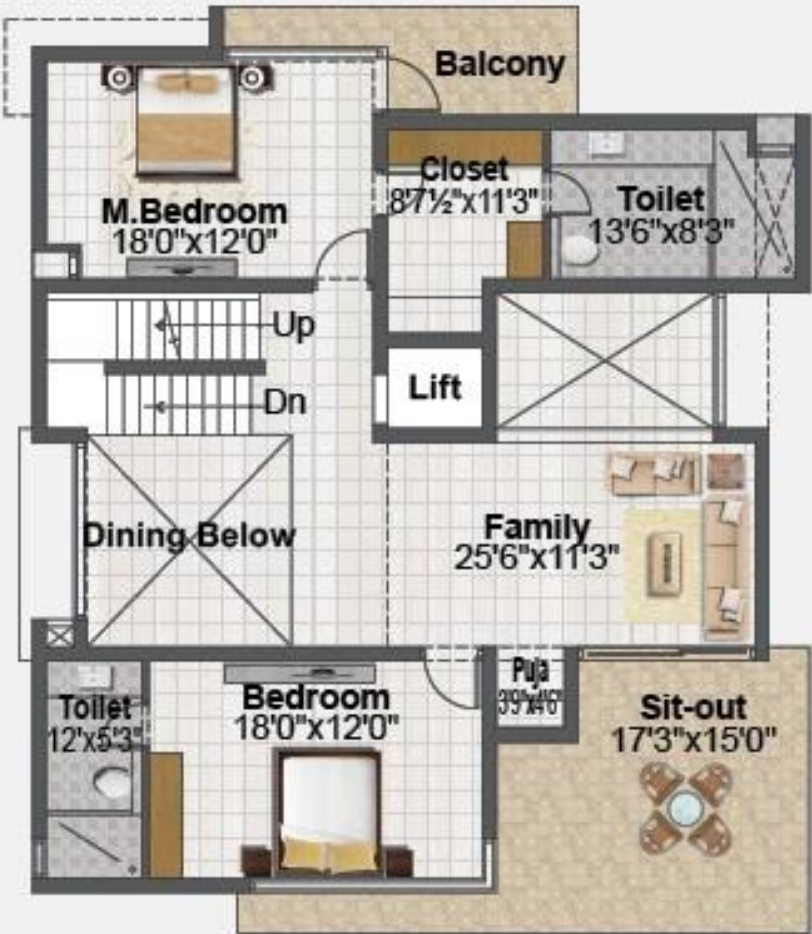 Balcony
M.Bedroom
18'0"x12'0"
Closet
8'7½"x11'3"
Toilet
13'6"x8'3"
Up
Dn
Lift
Dining Below
Family
25'6"x11'3"
Toilet
12'x5'3"
Bedroom
18'0"x12'0"
Puja
3'9"x4'6"
Sit-out
17'3"x15'0"